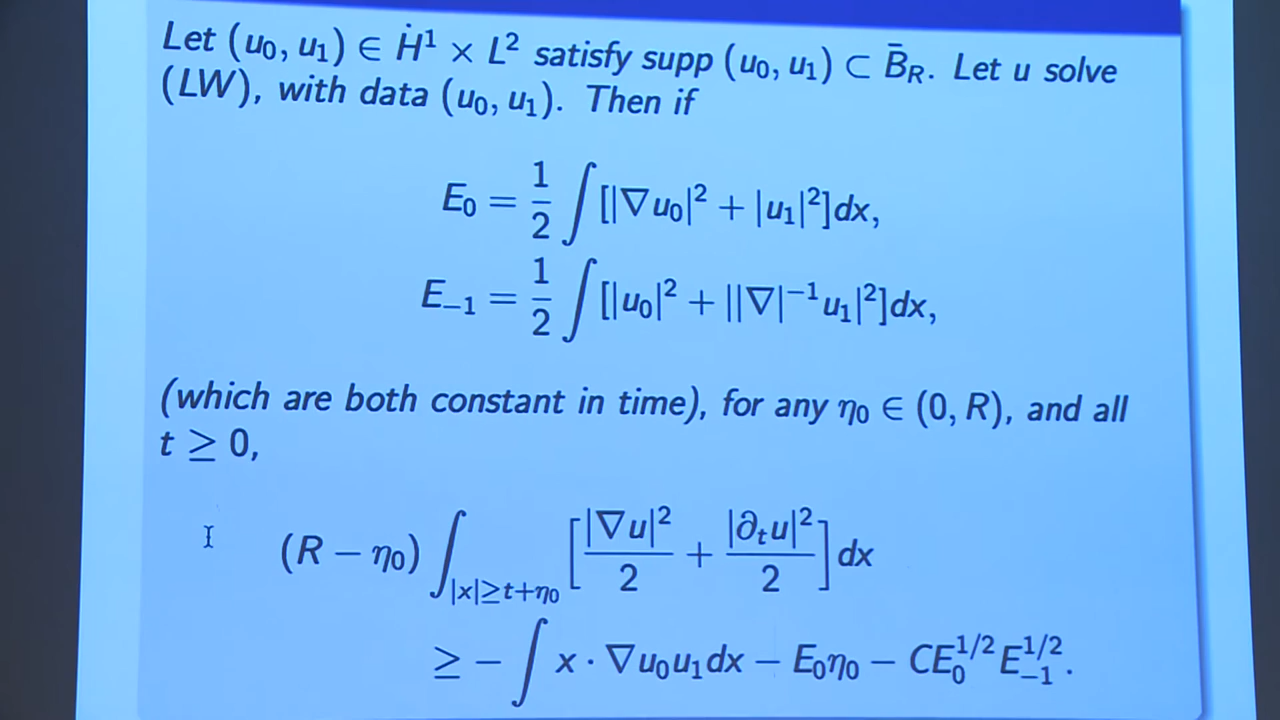 Let (u₀, u₁) ∈ Ḣ¹ × L² satisfy supp (u₀, u₁) ⊂ B̄_R. Let u solve
(LW), with data (u₀, u₁). Then if
E₀ = 1/2 ∫ [|∇u₀|² + |u₁|²]dx,
E₋₁ = 1/2 ∫ [|u₀|² + ||∇|⁻¹u₁|²]dx,
(which are both constant in time), for any η₀ ∈ (0, R), and all
t ≥ 0,
(R − η₀) ∫_{|x|≥t+η₀} [|∇u|²/2 + |∂ₜu|²/2] dx
≥ − ∫ x · ∇u₀u₁dx − E₀η₀ − CE₀^{1/2}E₋₁^{1/2}.